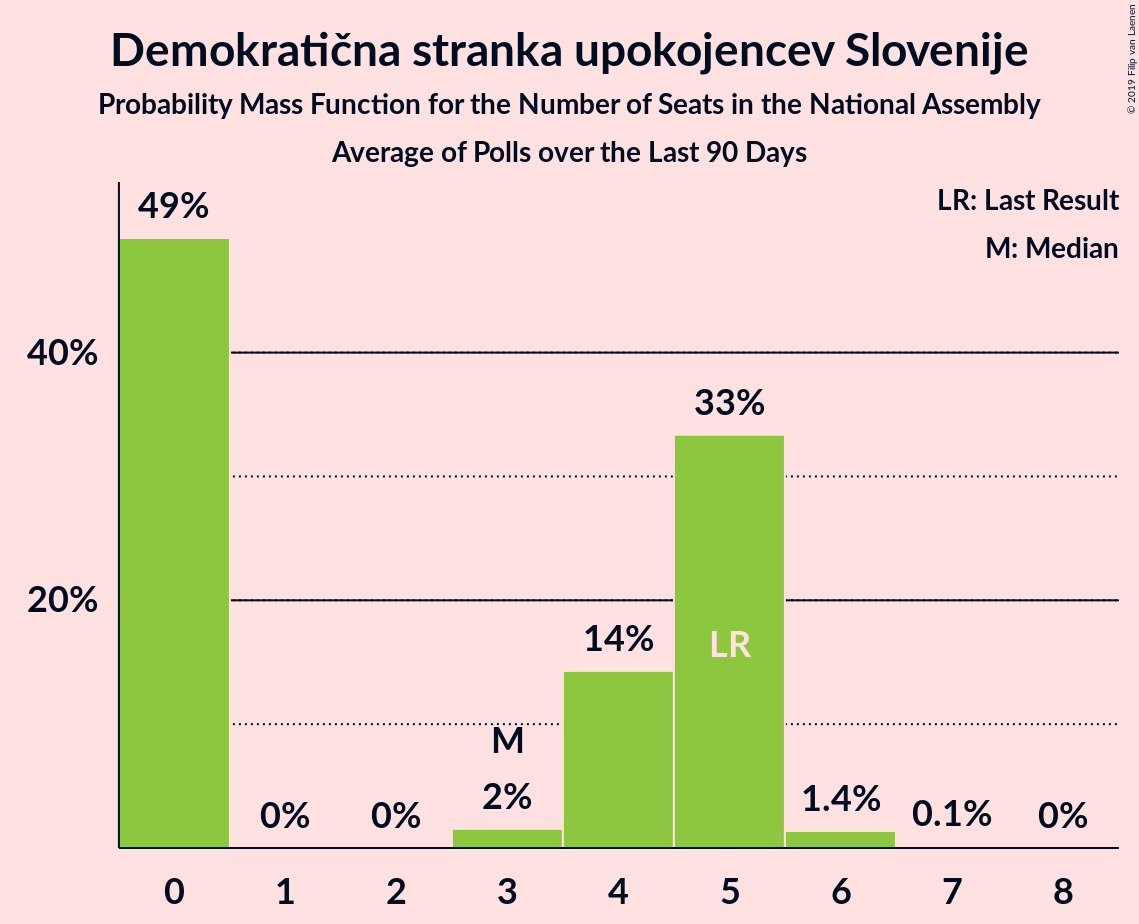 Demokratična stranka upokojencev Slovenije
Probability Mass Function for the Number of Seats in the National Assembly
Average of Polls over the Last 90 Days
© 2019 Filip van Laenen
LR: Last Result
M: Median
49%
40%
33%
20%
14%
LR
M
2%
1.4%
0%
0%
0.1%
0%
0 1 2 3 4 5 6 7 8